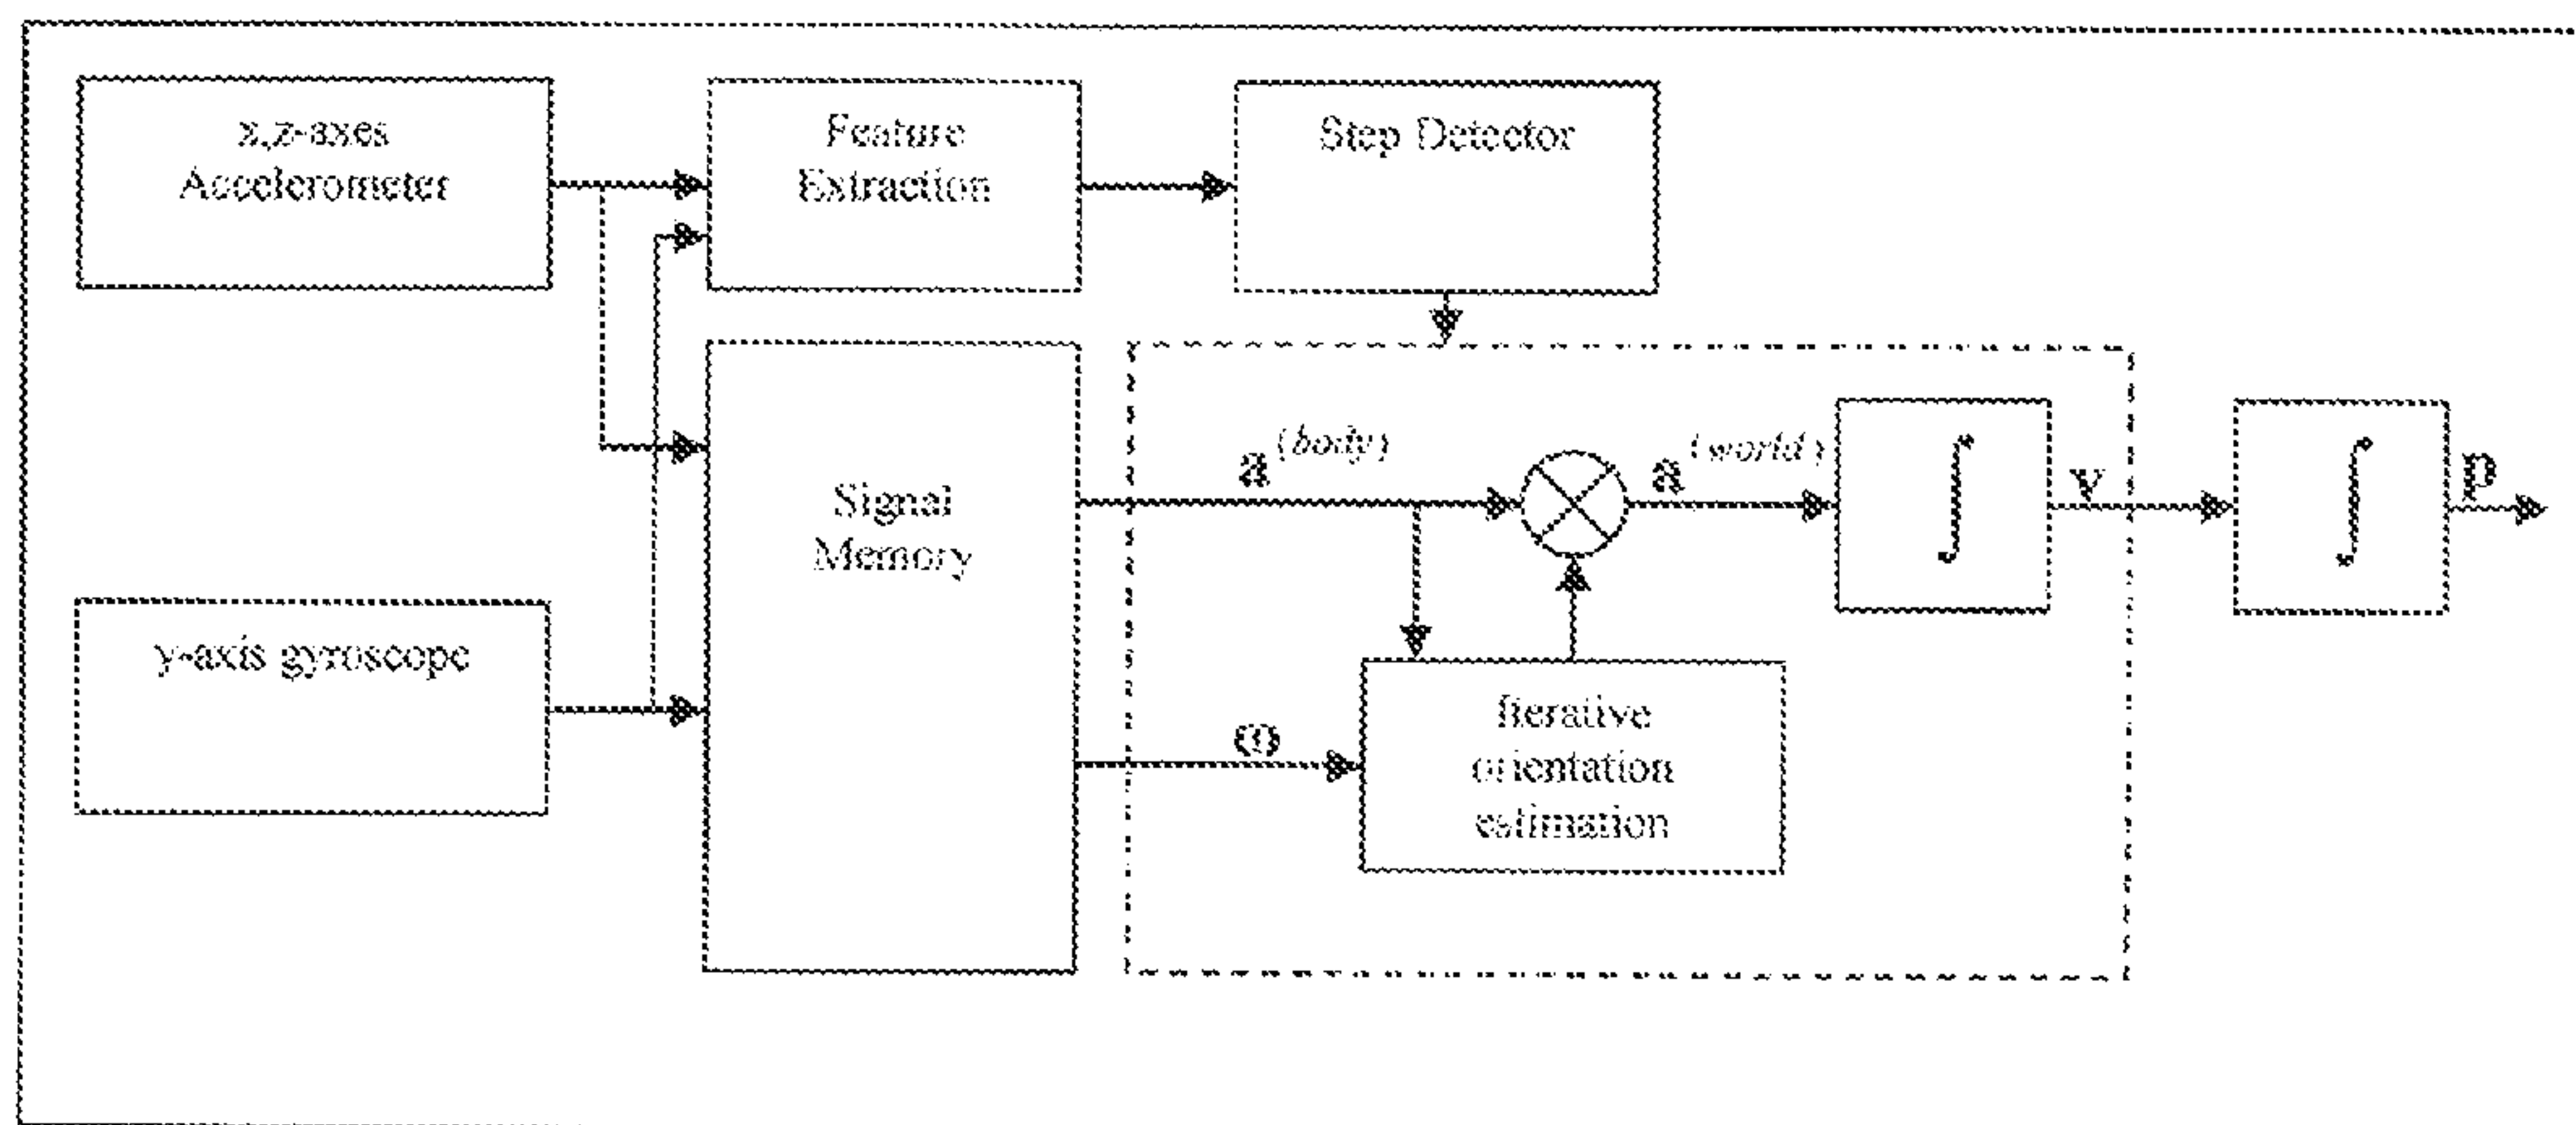 x,z-axes
Accelerometer
Feature
Extraction
Step Detector
Signal
Memory
a(body)
a(world)
∫
v
∫
p
y-axis gyroscope
ω
Iterative
orientation
estimation